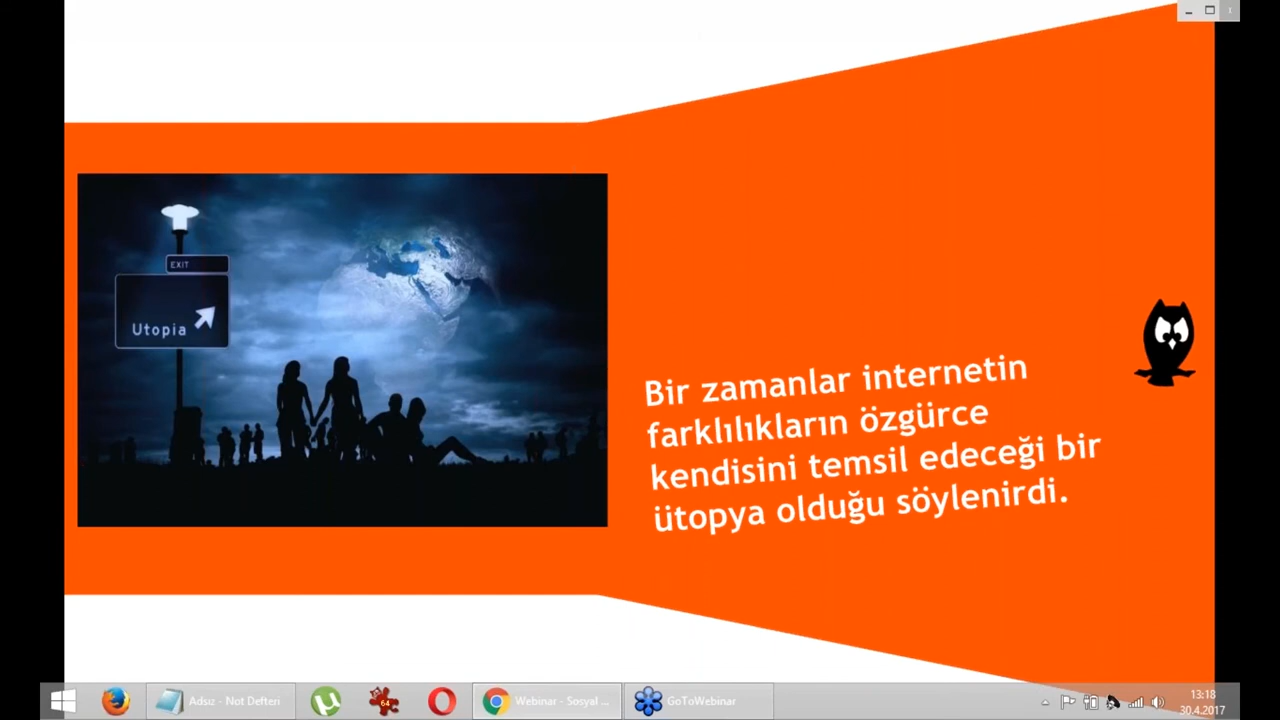 EXIT
Utopia
Bir zamanlar internetin
farklılıkların özgürce
kendisini temsil edeceği bir
ütopya olduğu söylenirdi.
Adsız - Not Defteri
64
Webinar - Sosyal ...
GoToWebinar
13:18
30.4.2017